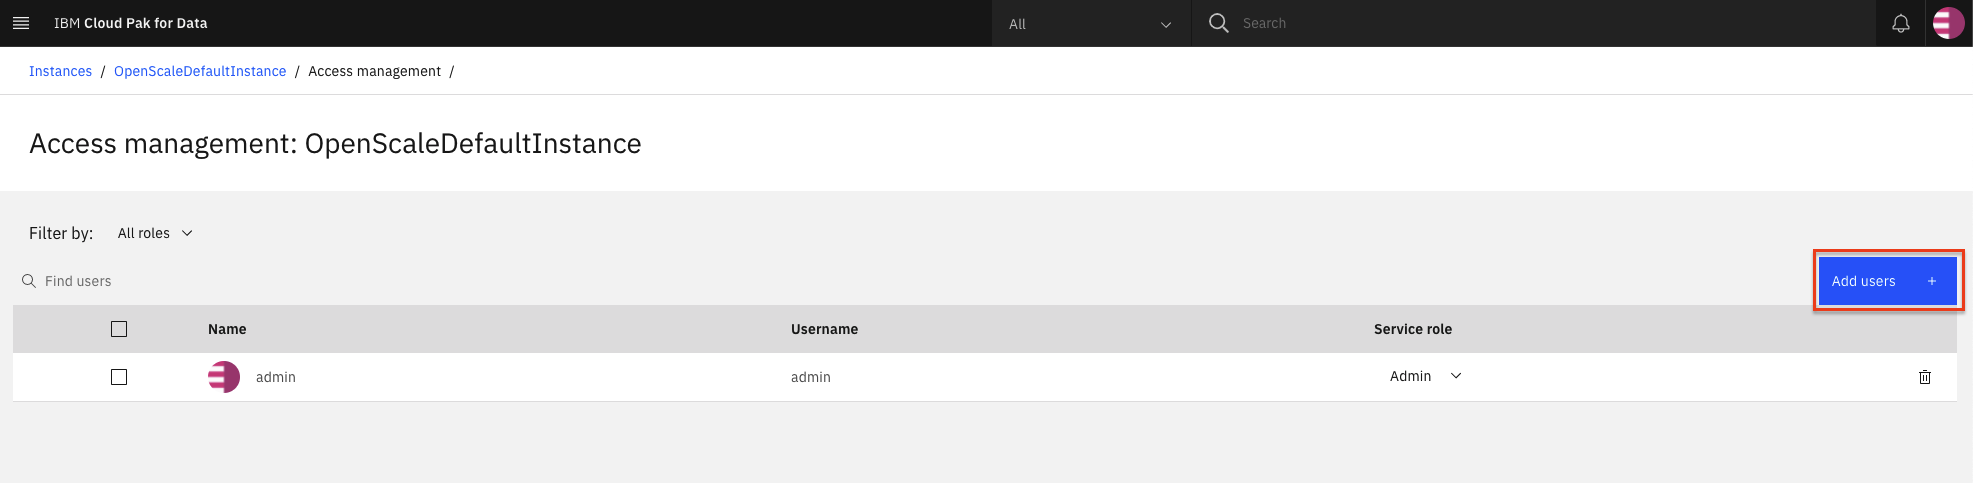 IBM Cloud Pak for Data All Search
Instances / OpenScaleDefaultInstance / Access management /
Access management: OpenScaleDefaultInstance
Filter by: All roles
Find users Add users +
Name Username Service role
admin admin Admin